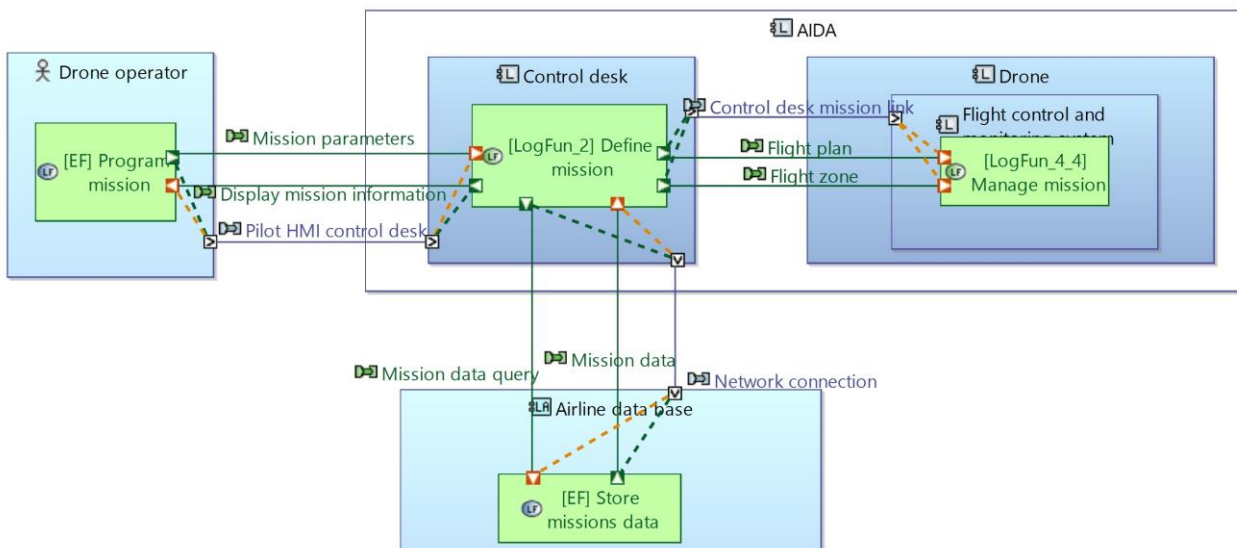 AIDA
Drone operator
Control desk
Drone
Control desk mission link
Flight control and
monitoring system
Mission parameters
[EF] Program
mission
[LogFun_2] Define
mission
Flight plan
Flight zone
[LogFun_4_4]
Manage mission
Display mission information
Pilot HMI control desk
Mission data query
Mission data
Network connection
Airline data base
[EF] Store
missions data